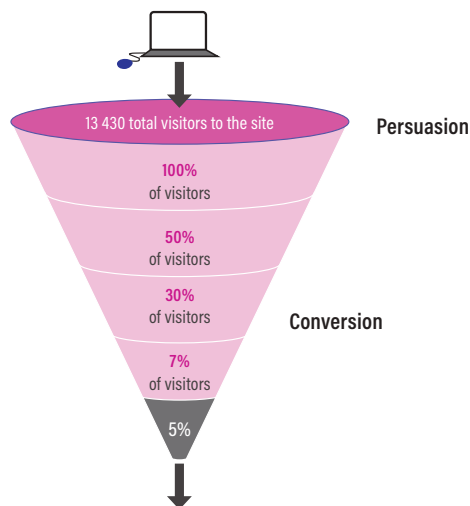 13 430 total visitors to the site
Persuasion
100%
of visitors
50%
of visitors
30%
of visitors
Conversion
7%
of visitors
5%